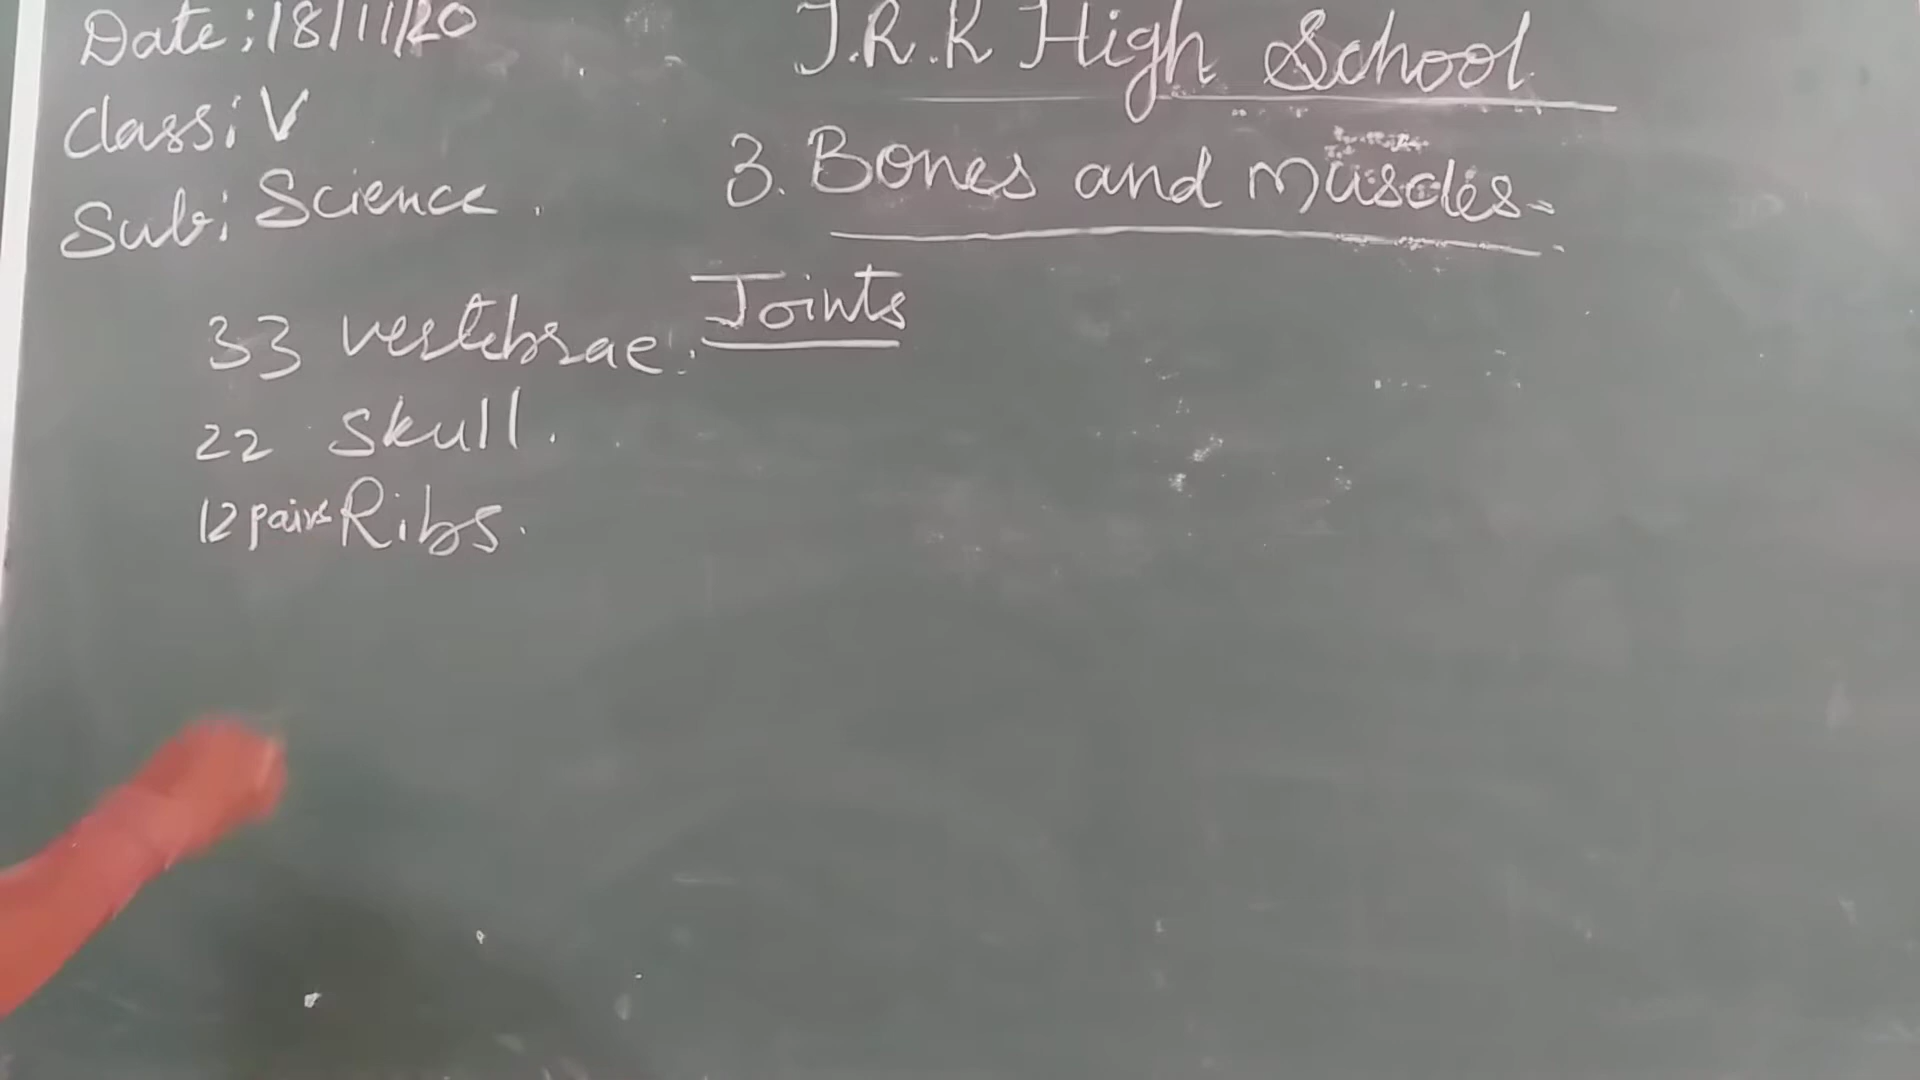 Date: 18/11/20
Class: V
Sub: Science.
J.R.R High School
3. Bones and Muscles
Joints
33 vertebrae.
22 Skull.
12 pairs Ribs.